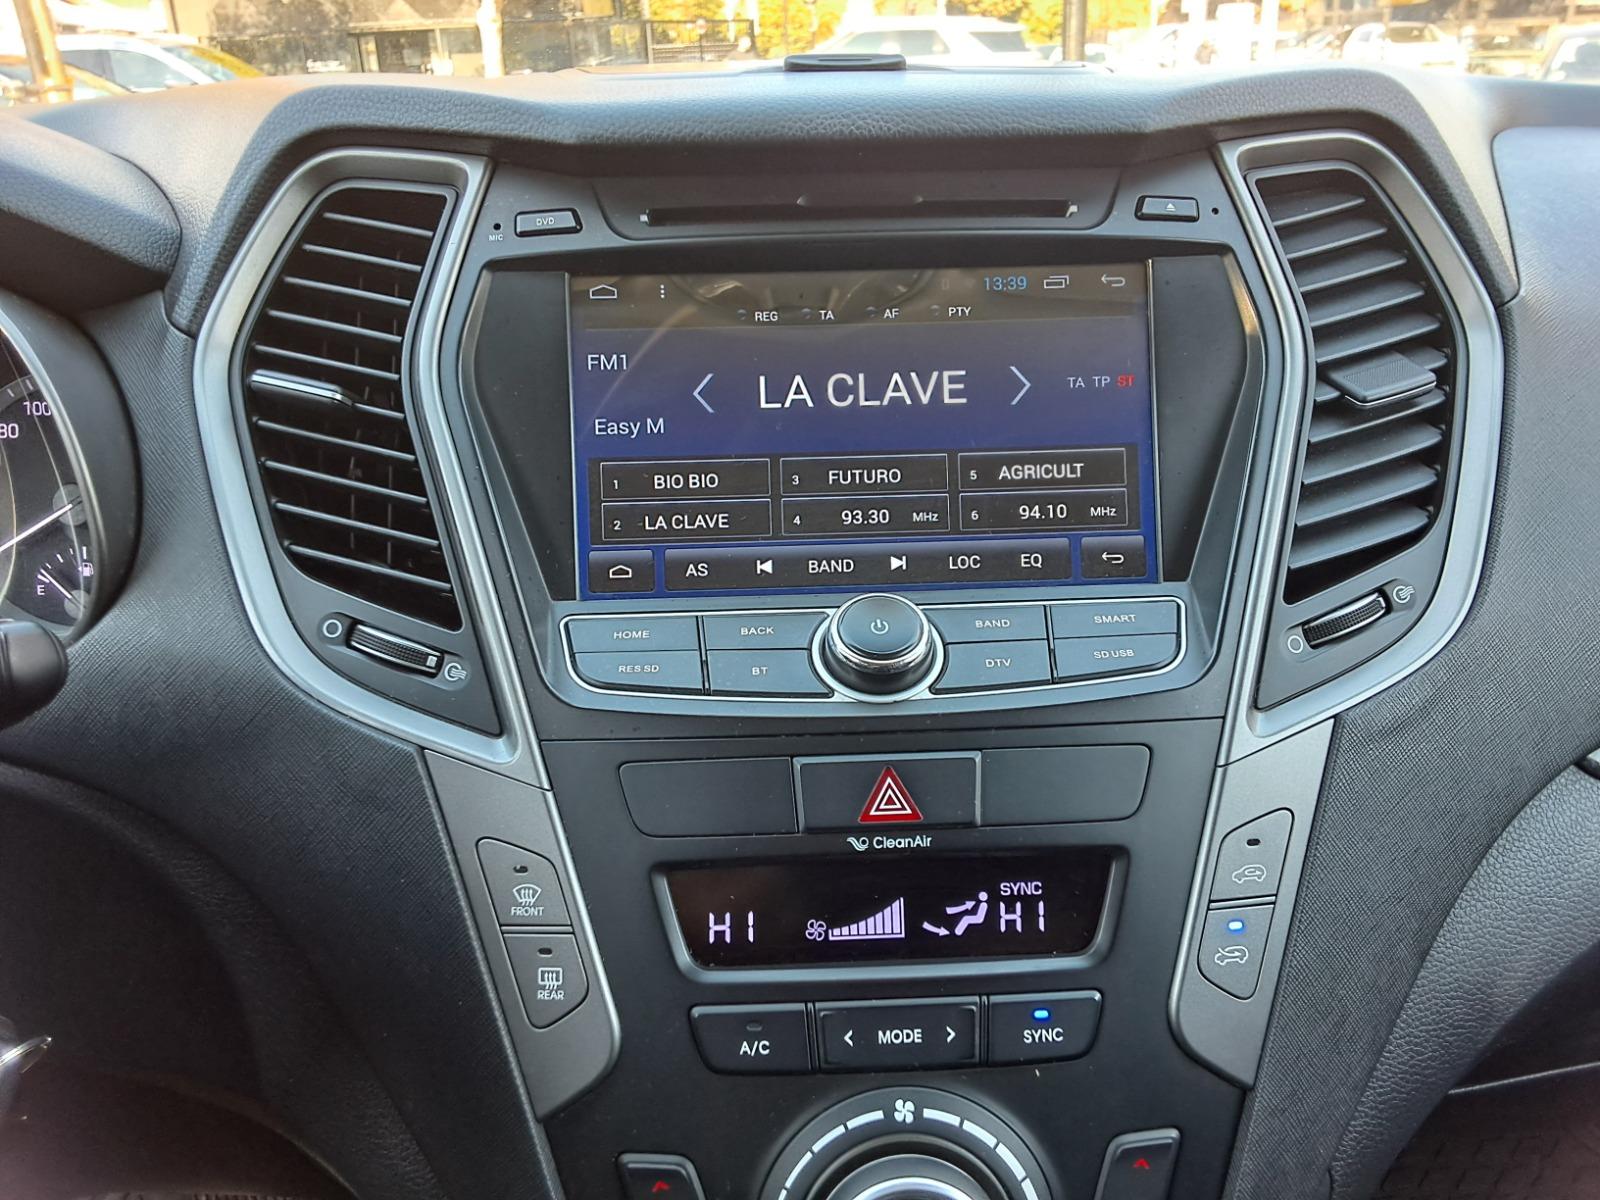 DVD
MIC
13:39
REG TA AF PTY
FM1
LA CLAVE
TA TP ST
Easy M
1 BIO BIO
3 FUTURO
5 AGRICULT
2 LA CLAVE
4 93.30 MHz
6 94.10 MHz
AS BAND LOC EQ
HOME BACK BAND SMART
RES SD BT DTV SD USB
CleanAir
SYNC
HI HI
FRONT
REAR
A/C MODE SYNC
100
80
E